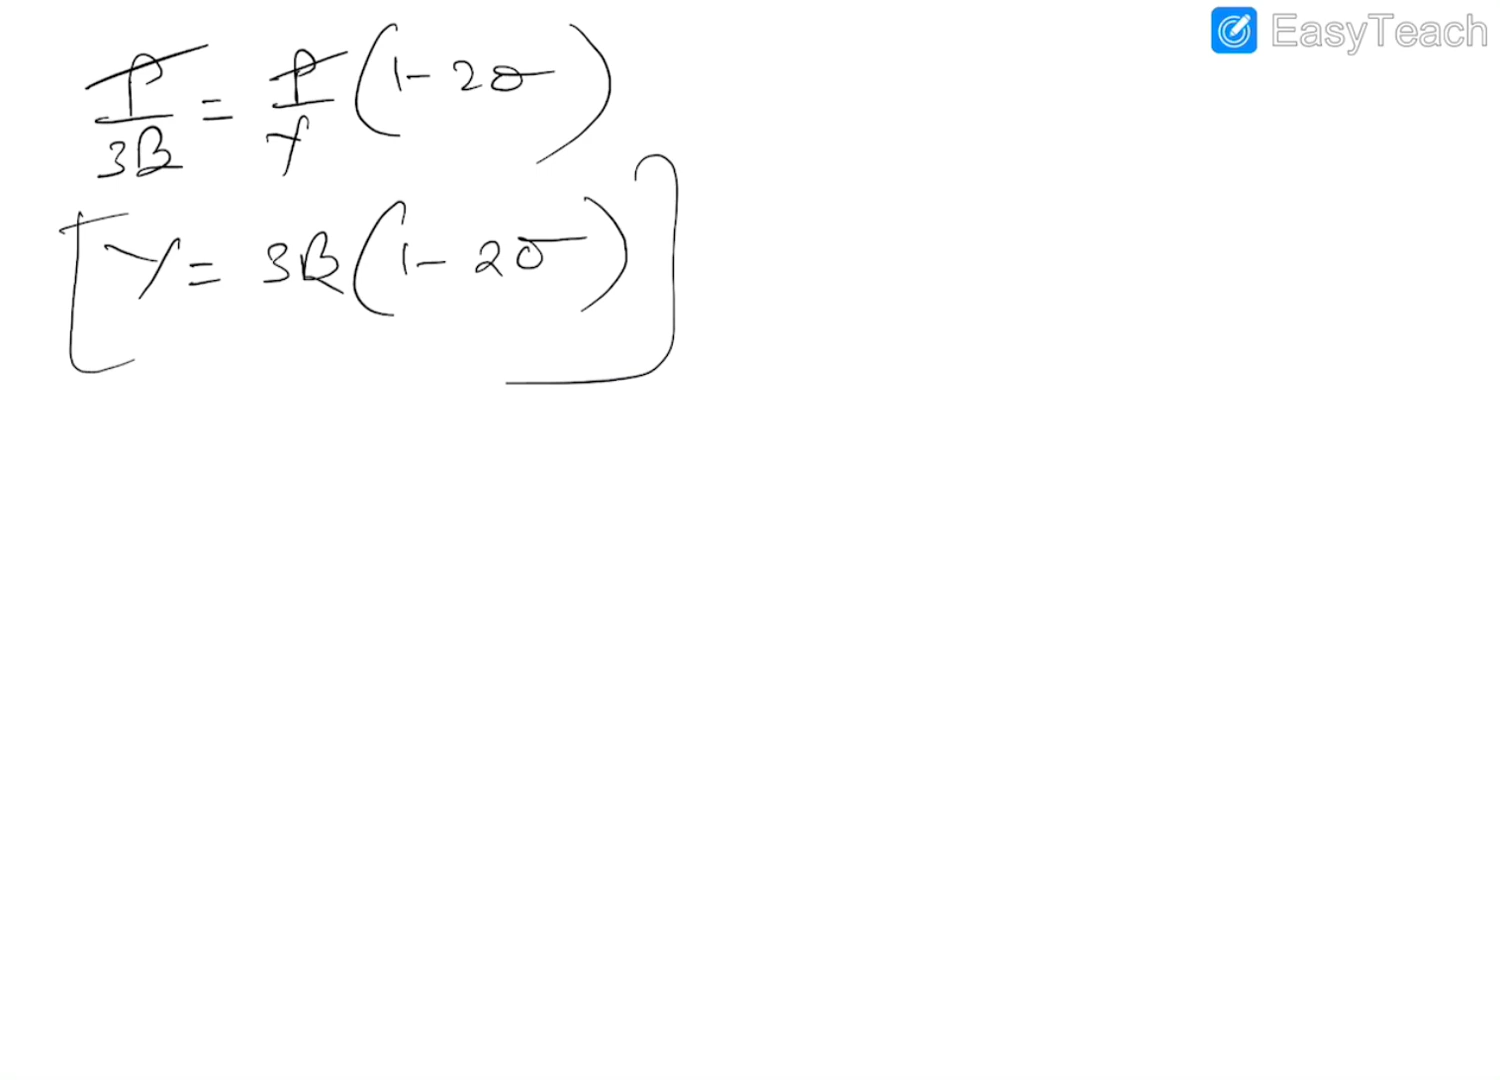 EasyTeach
P/3B = P/Y (1-2σ)
Y = 3B(1-2σ)